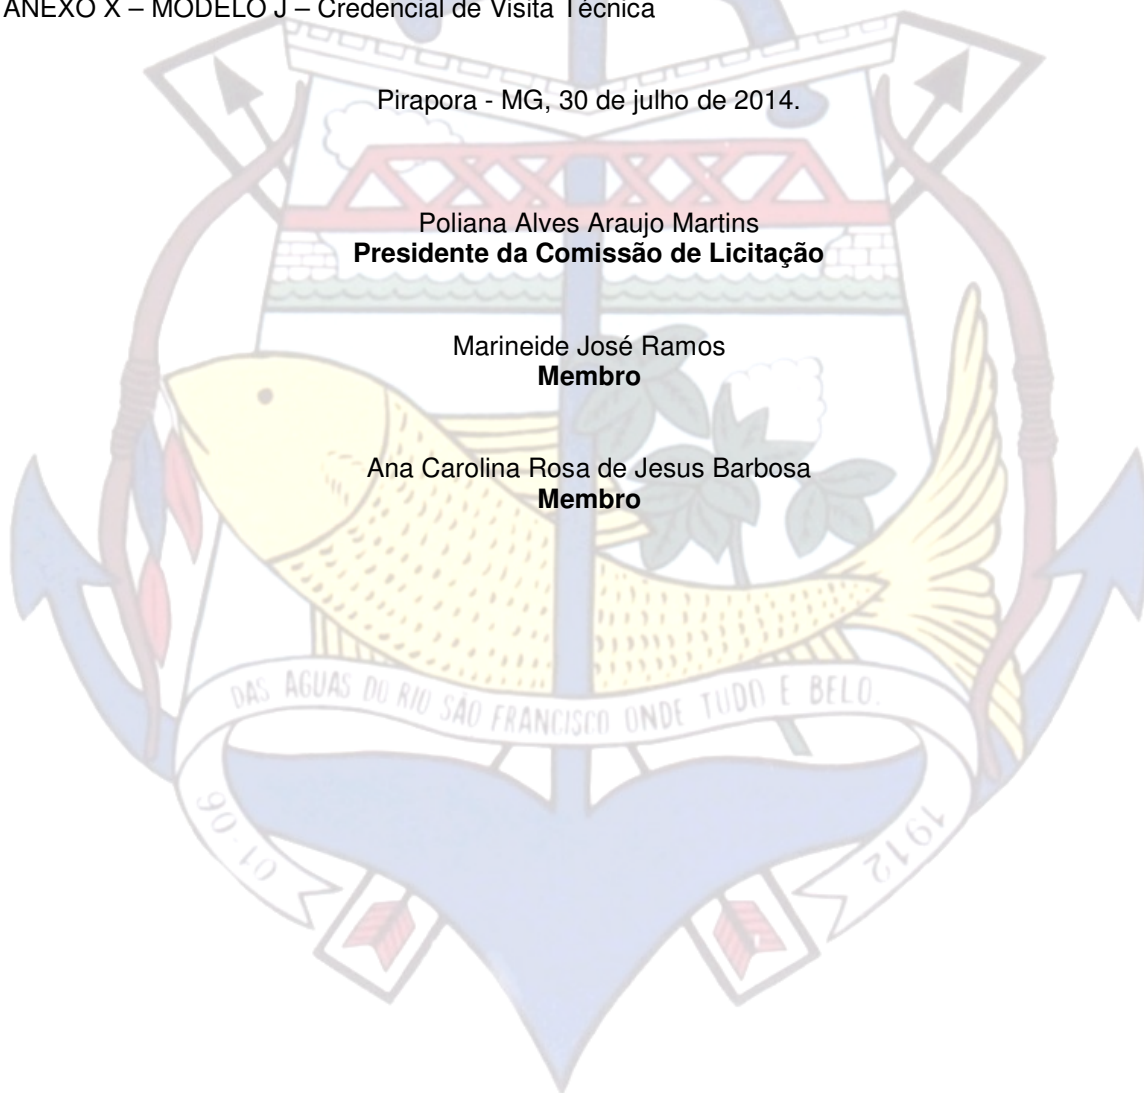 ANEXO X – MODELO J – Credencial de Visita Técnica
Pirapora - MG, 30 de julho de 2014.
Poliana Alves Araujo Martins
Presidente da Comissão de Licitação
Marineide José Ramos
Membro
Ana Carolina Rosa de Jesus Barbosa
Membro
DAS AGUAS DO RIO SÃO FRANCISCO ONDE TUDO E BELO.
01-06
1912